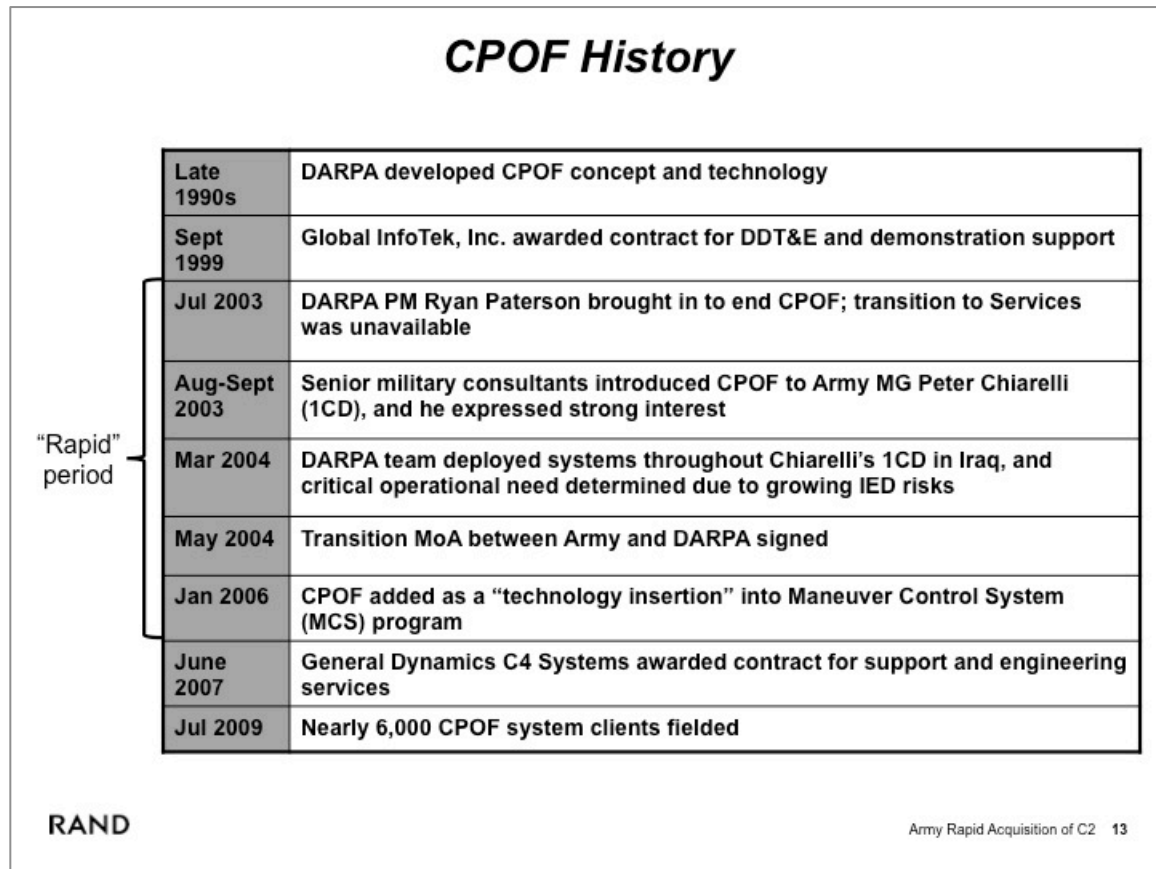 CPOF History
Late
1990s
DARPA developed CPOF concept and technology
Sept
1999
Global InfoTek, Inc. awarded contract for DDT&E and demonstration support
Jul 2003
DARPA PM Ryan Paterson brought in to end CPOF; transition to Services
was unavailable
Aug-Sept
2003
Senior military consultants introduced CPOF to Army MG Peter Chiarelli
(1CD), and he expressed strong interest
“Rapid”
period
Mar 2004
DARPA team deployed systems throughout Chiarelli’s 1CD in Iraq, and
critical operational need determined due to growing IED risks
May 2004
Transition MoA between Army and DARPA signed
Jan 2006
CPOF added as a “technology insertion” into Maneuver Control System
(MCS) program
June
2007
General Dynamics C4 Systems awarded contract for support and engineering
services
Jul 2009
Nearly 6,000 CPOF system clients fielded
RAND
Army Rapid Acquisition of C2 13